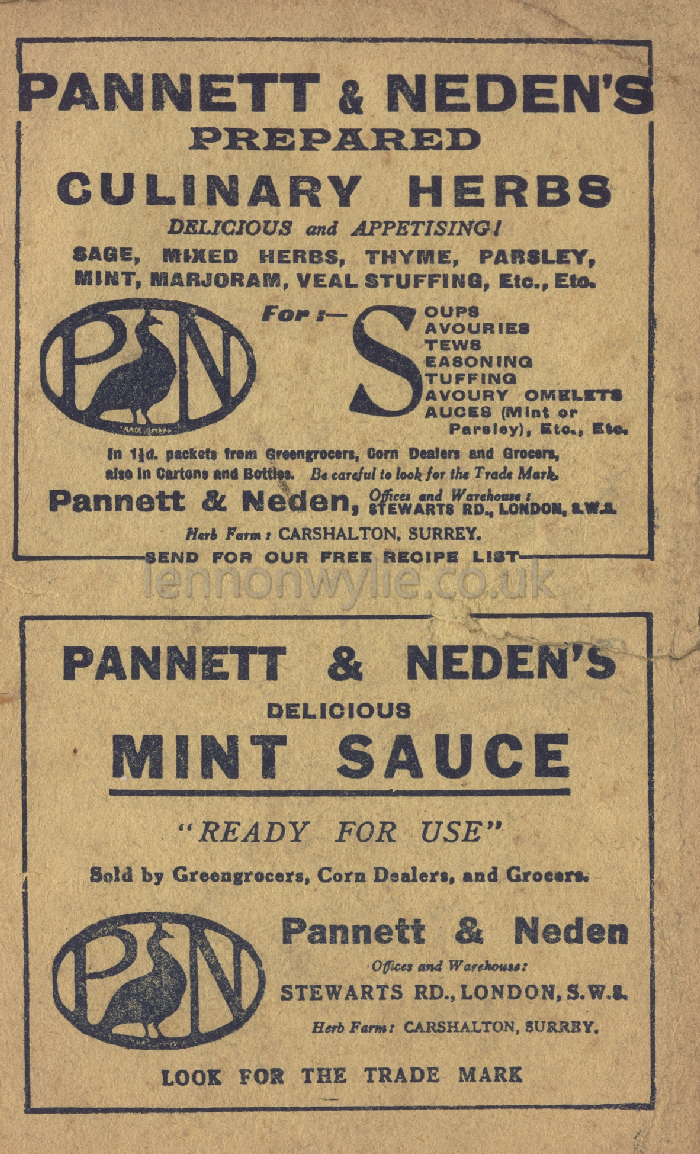 PANNETT & NEDEN'S
PREPARED
CULINARY HERBS
DELICIOUS and APPETISING!
SAGE, MIXED HERBS, THYME, PARSLEY,
MINT, MARJORAM, VEAL STUFFING, Etc., Etc.
For :—
SOUPS
SAVOURIES
STEWS
SEASONING
STUFFING
SAVOURY OMELETS
SAUCES (Mint or
Parsley), Etc., Etc.
P N
TRADE MARK
In 1½d. packets from Greengrocers, Corn Dealers and Grocers,
also in Cartons and Bottles. Be careful to look for the Trade Mark.
Pannett & Neden, Offices and Warehouse :
STEWARTS RD., LONDON, S.W.8.
Herb Farm : CARSHALTON, SURREY.
SEND FOR OUR FREE RECIPE LIST
lennonwylie.co.uk
PANNETT & NEDEN'S
DELICIOUS
MINT SAUCE
"READY FOR USE"
Sold by Greengrocers, Corn Dealers, and Grocers.
P N
Pannett & Neden
Offices and Warehouse:
STEWARTS RD., LONDON, S.W.8.
Herb Farm: CARSHALTON, SURREY.
LOOK FOR THE TRADE MARK